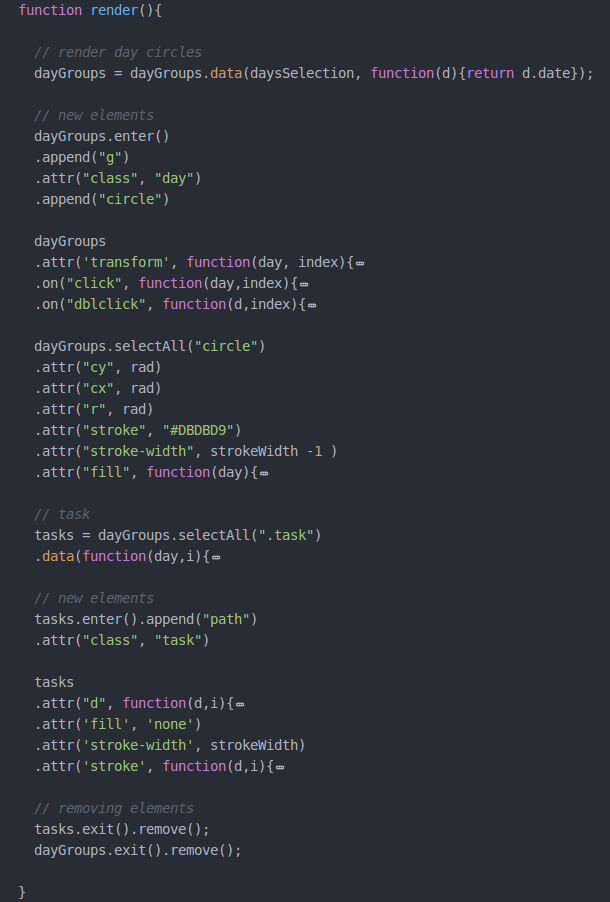 function render(){
// render day circles
dayGroups = dayGroups.data(daysSelection, function(d){return d.date});
// new elements
dayGroups.enter()
.append("g")
.attr("class", "day")
.append("circle")
dayGroups
.attr('transform', function(day, index){
.on("click", function(day,index){
.on("dblclick", function(d,index){
dayGroups.selectAll("circle")
.attr("cy", rad)
.attr("cx", rad)
.attr("r", rad)
.attr("stroke", "#DBDBD9")
.attr("stroke-width", strokeWidth -1 )
.attr("fill", function(day){
// task
tasks = dayGroups.selectAll(".task")
.data(function(day,i){
// new elements
tasks.enter().append("path")
.attr("class", "task")
tasks
.attr("d", function(d,i){
.attr('fill', 'none')
.attr('stroke-width', strokeWidth)
.attr('stroke', function(d,i){
// removing elements
tasks.exit().remove();
dayGroups.exit().remove();
}